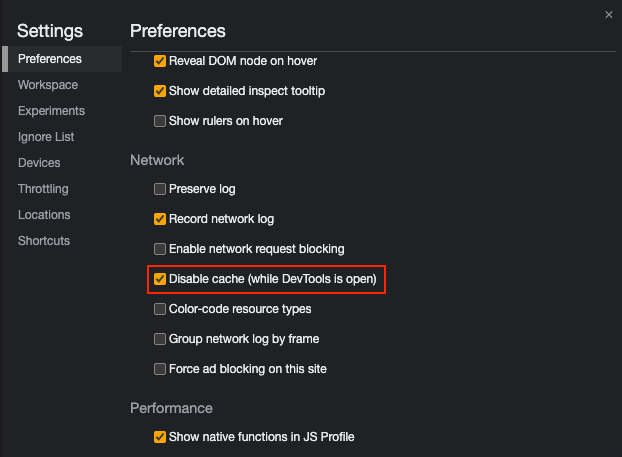 Settings
Preferences
Workspace
Experiments
Ignore List
Devices
Throttling
Locations
Shortcuts
Preferences
Reveal DOM node on hover
Show detailed inspect tooltip
Show rulers on hover
Network
Preserve log
Record network log
Enable network request blocking
Disable cache (while DevTools is open)
Color-code resource types
Group network log by frame
Force ad blocking on this site
Performance
Show native functions in JS Profile